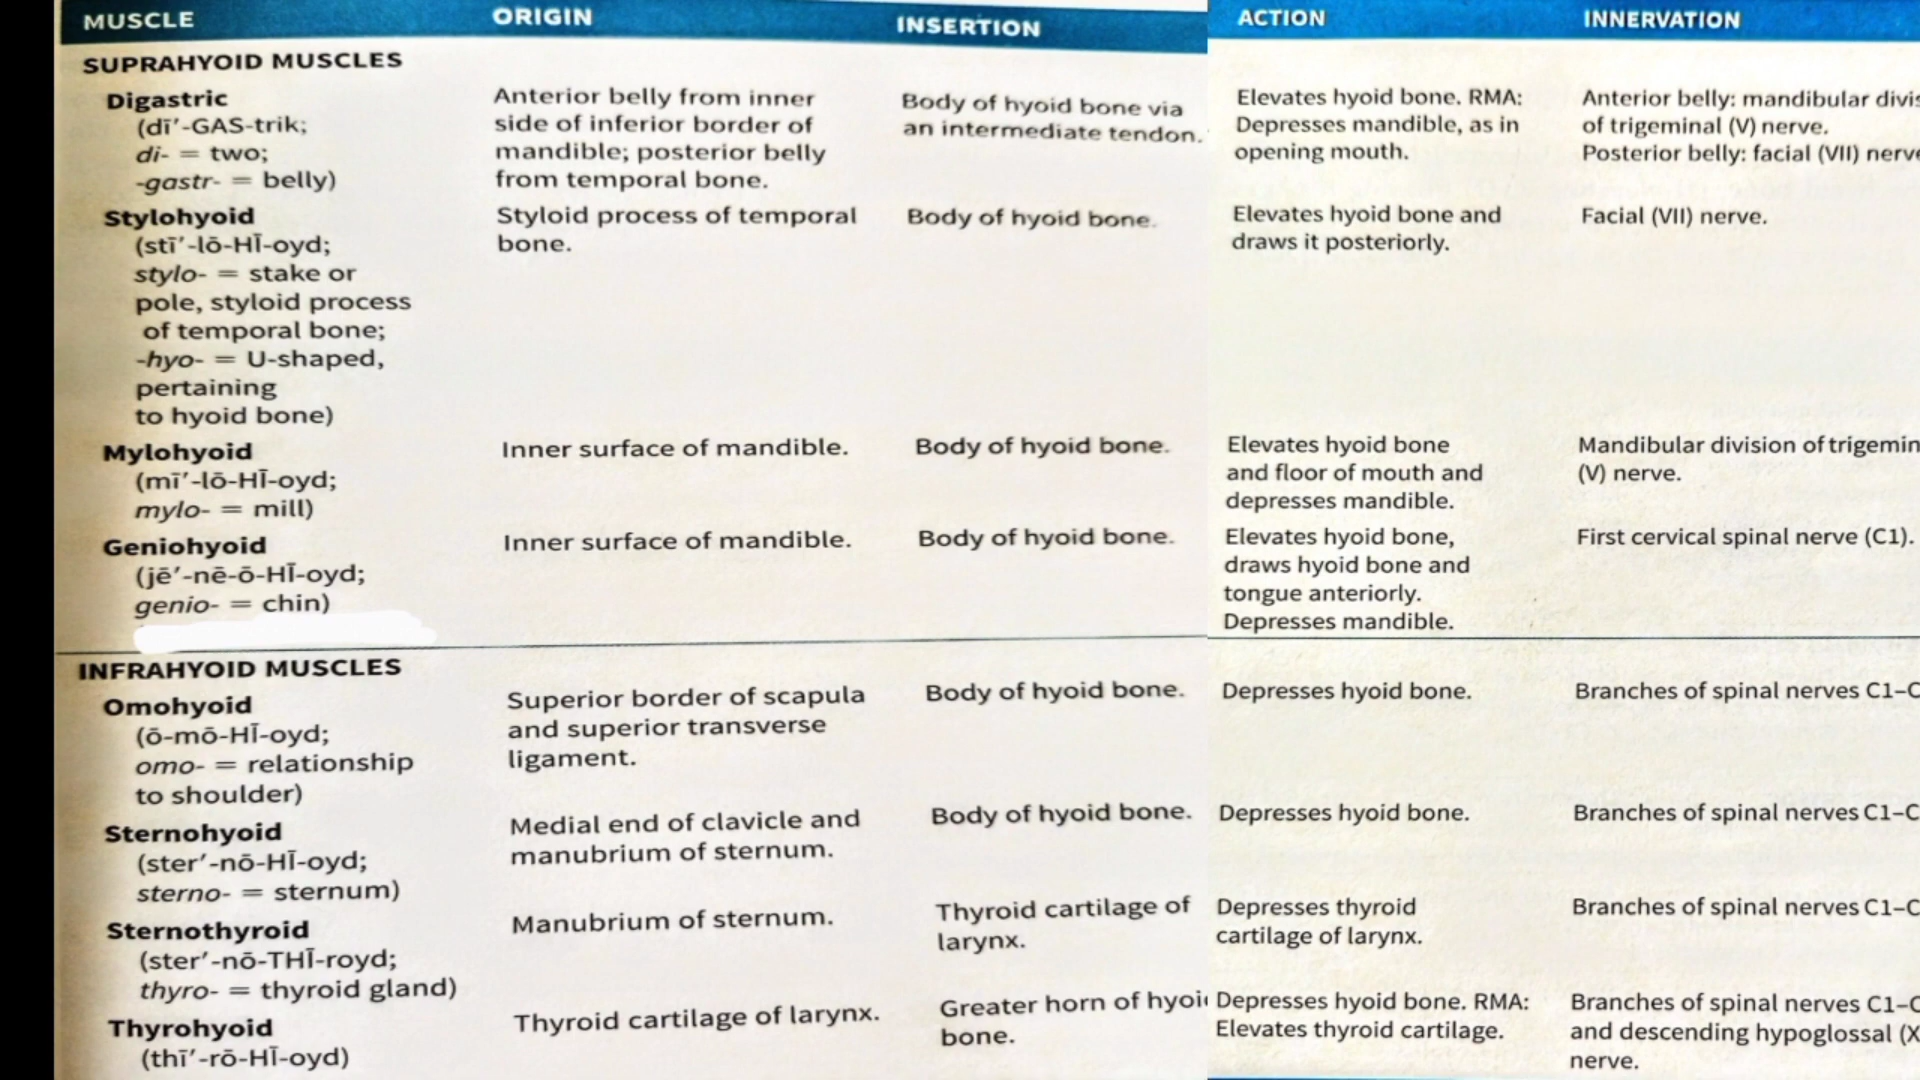 MUSCLE ORIGIN INSERTION ACTION INNERVATION
SUPRAHYOID MUSCLES
Digastric
(dī′-GAS-trik;
di- = two;
-gastr- = belly)
Anterior belly from inner
side of inferior border of
mandible; posterior belly
from temporal bone.
Body of hyoid bone via
an intermediate tendon.
Elevates hyoid bone. RMA:
Depresses mandible, as in
opening mouth.
Anterior belly: mandibular
of trigeminal (V) nerve.
Posterior belly: facial (VII)
Stylohyoid
(stī′-lō-HĪ-oyd;
stylo- = stake or
pole, styloid process
of temporal bone;
-hyo- = U-shaped,
pertaining
to hyoid bone)
Styloid process of temporal
bone.
Body of hyoid bone.
Elevates hyoid bone and
draws it posteriorly.
Facial (VII) nerve.
Mylohyoid
(mī′-lō-HĪ-oyd;
mylo- = mill)
Inner surface of mandible.
Body of hyoid bone.
Elevates hyoid bone
and floor of mouth and
depresses mandible.
Mandibular division of
(V) nerve.
Geniohyoid
(jē′-nē-ō-HĪ-oyd;
genio- = chin)
Inner surface of mandible.
Body of hyoid bone.
Elevates hyoid bone,
draws hyoid bone and
tongue anteriorly.
Depresses mandible.
First cervical spinal nerve (C1).
INFRAHYOID MUSCLES
Omohyoid
(ō-mō-HĪ-oyd;
omo- = relationship
to shoulder)
Superior border of scapula
and superior transverse
ligament.
Body of hyoid bone.
Depresses hyoid bone.
Branches of spinal nerves C1–
Sternohyoid
(ster′-nō-HĪ-oyd;
sterno- = sternum)
Medial end of clavicle and
manubrium of sternum.
Body of hyoid bone.
Depresses hyoid bone.
Branches of spinal nerves C1–
Sternothyroid
(ster′-nō-THĪ-royd;
thyro- = thyroid gland)
Manubrium of sternum.
Thyroid cartilage of
larynx.
Depresses thyroid
cartilage of larynx.
Branches of spinal nerves C1–
Thyrohyoid
(thī′-rō-HĪ-oyd)
Thyroid cartilage of larynx.
Greater horn of
bone.
Depresses hyoid bone. RMA:
Elevates thyroid cartilage.
Branches of spinal nerves C1–
and descending hypoglossal
nerve.